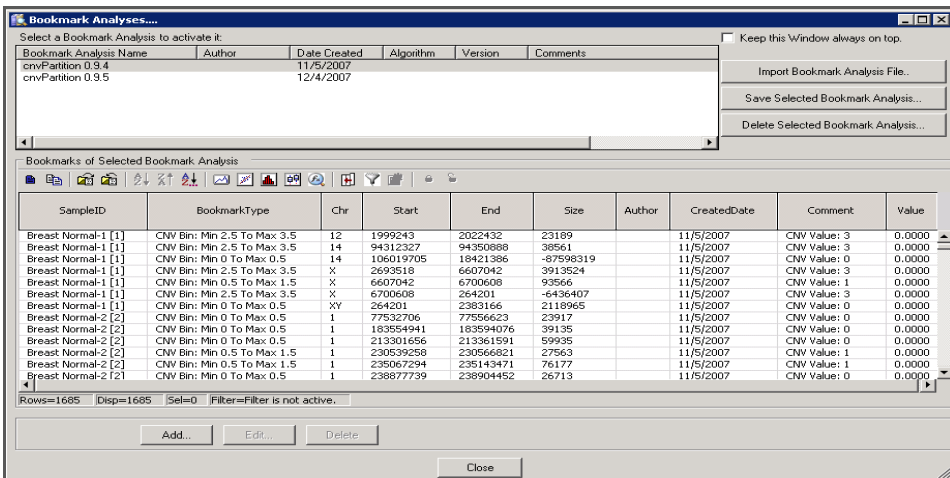 Bookmark Analyses....
Select a Bookmark Analysis to activate it:
Keep this Window always on top.
Bookmark Analysis Name Author Date Created Algorithm Version Comments
cnvPartition 0.9.4 11/5/2007
cnvPartition 0.9.5 12/4/2007
Import Bookmark Analysis File..
Save Selected Bookmark Analysis...
Delete Selected Bookmark Analysis...
Bookmarks of Selected Bookmark Analysis
SampleID BookmarkType Chr Start End Size Author CreatedDate Comment Value
Breast Normal-1 [1] CNV Bin: Min 2.5 To Max 3.5 12 1999243 2022432 23189 11/5/2007 CNV Value: 3 0.0000
Breast Normal-1 [1] CNV Bin: Min 2.5 To Max 3.5 14 94312327 94350888 38561 11/5/2007 CNV Value: 3 0.0000
Breast Normal-1 [1] CNV Bin: Min 0 To Max 0.5 14 106019705 18421386 -87598319 11/5/2007 CNV Value: 0 0.0000
Breast Normal-1 [1] CNV Bin: Min 2.5 To Max 3.5 X 2693518 6607042 3913524 11/5/2007 CNV Value: 3 0.0000
Breast Normal-1 [1] CNV Bin: Min 0.5 To Max 1.5 X 6607042 6700608 93566 11/5/2007 CNV Value: 1 0.0000
Breast Normal-1 [1] CNV Bin: Min 2.5 To Max 3.5 X 6700608 264201 -6436407 11/5/2007 CNV Value: 3 0.0000
Breast Normal-1 [1] CNV Bin: Min 0 To Max 0.5 XY 264201 2383166 2118965 11/5/2007 CNV Value: 0 0.0000
Breast Normal-2 [2] CNV Bin: Min 0 To Max 0.5 1 77532706 77556623 23917 11/5/2007 CNV Value: 0 0.0000
Breast Normal-2 [2] CNV Bin: Min 0 To Max 0.5 1 183554941 183594076 39135 11/5/2007 CNV Value: 0 0.0000
Breast Normal-2 [2] CNV Bin: Min 0 To Max 0.5 1 213301656 213361591 59935 11/5/2007 CNV Value: 0 0.0000
Breast Normal-2 [2] CNV Bin: Min 0.5 To Max 1.5 1 230539258 230566821 27563 11/5/2007 CNV Value: 1 0.0000
Breast Normal-2 [2] CNV Bin: Min 0.5 To Max 1.5 1 235067294 235143471 76177 11/5/2007 CNV Value: 1 0.0000
Breast Normal-2 [2] CNV Bin: Min 0 To Max 0.5 1 238877739 238904452 26713 11/5/2007 CNV Value: 0 0.0000
Rows=1685 Disp=1685 Sel=0 Filter=Filter is not active.
Add... Edit... Delete
Close